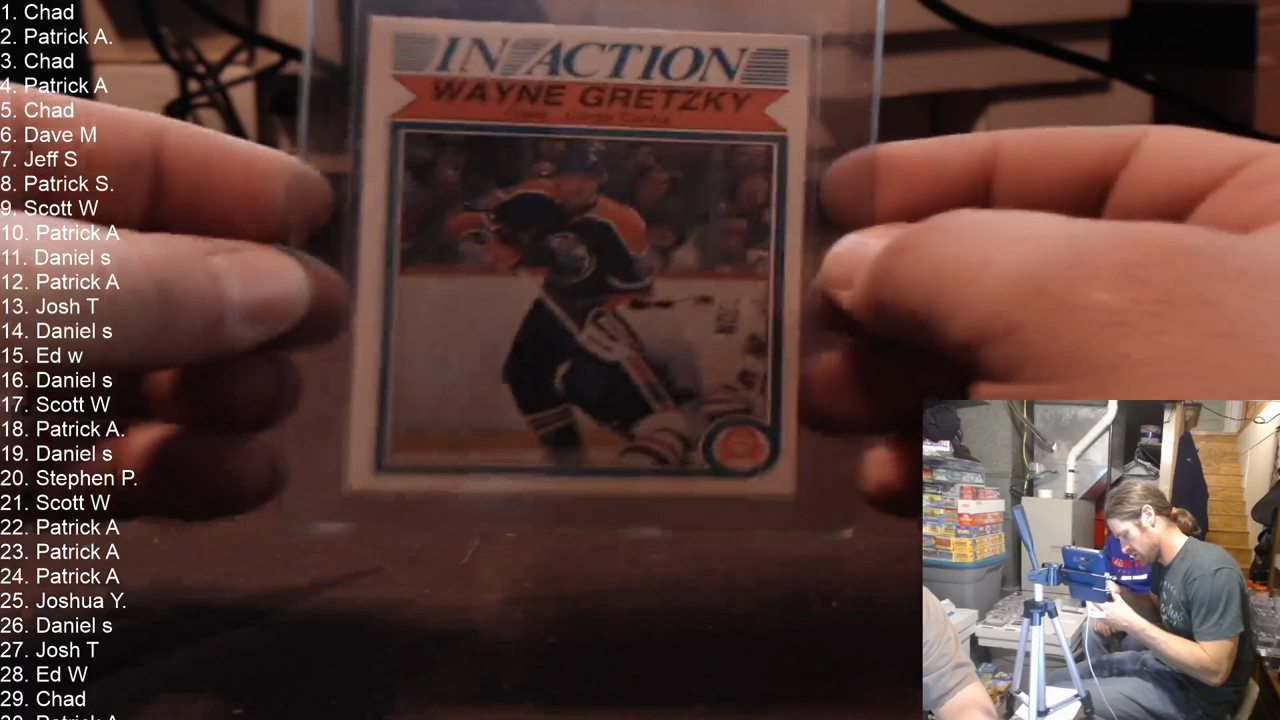 1. Chad
2. Patrick A.
3. Chad
4. Patrick A
5. Chad
6. Dave M
7. Jeff S
8. Patrick S.
9. Scott W
10. Patrick A
11. Daniel s
12. Patrick A
13. Josh T
14. Daniel s
15. Ed w
16. Daniel s
17. Scott W
18. Patrick A.
19. Daniel s
20. Stephen P.
21. Scott W
22. Patrick A
23. Patrick A
24. Patrick A
25. Joshua Y.
26. Daniel s
27. Josh T
28. Ed W
29. Chad
30. Patrick A
IN ACTION
WAYNE GRETZKY